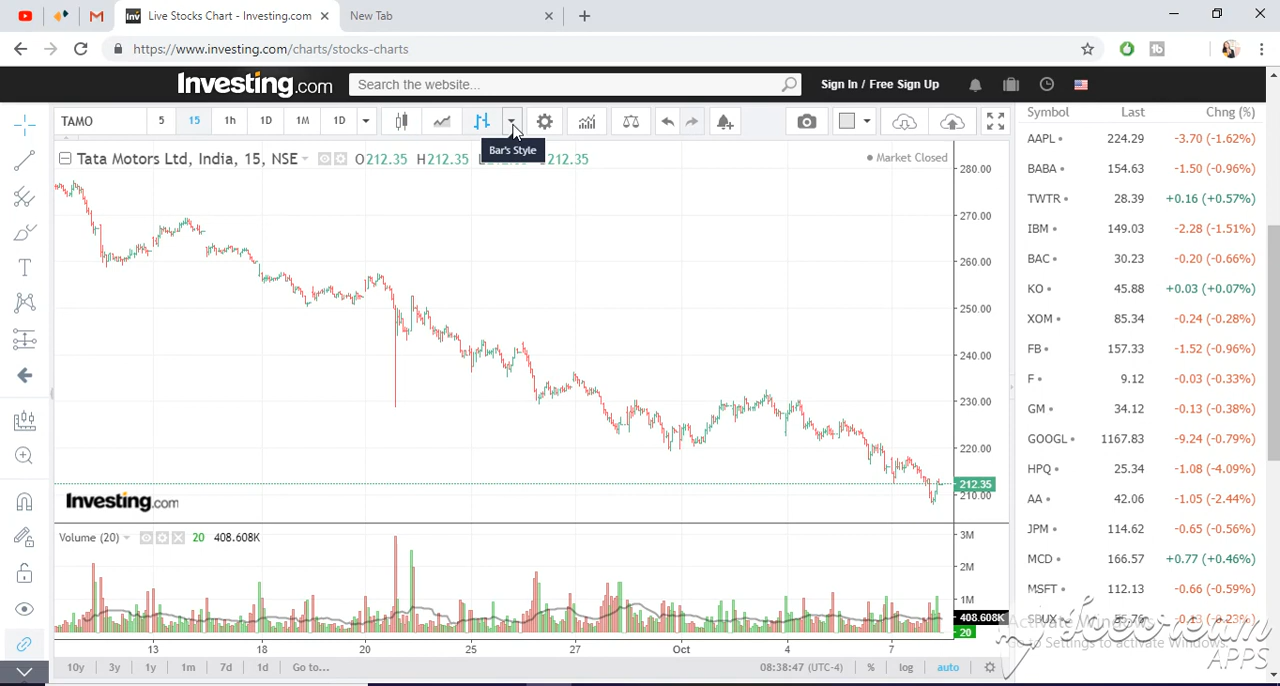 Live Stocks Chart - Investing.com
New Tab
https://www.investing.com/charts/stocks-charts
Investing.com
Search the website...
Sign In / Free Sign Up
TAMO 5 15 1h 1D 1M 1D
Bar's Style
Tata Motors Ltd, India, 15, NSE
O212.35 H212.35 212.35
Market Closed
280.00
270.00
260.00
250.00
240.00
230.00
220.00
212.35
210.00
Investing.com
Volume (20) 20 408.608K
3M
2M
1M
408.608K
20
13 18 20 25 27 Oct 4 7
10y 3y 1y 1m 7d 1d Go to...
08:38:47 (UTC-4) % log auto
Symbol Last Chng (%)
AAPL 224.29 -3.70 (-1.62%)
BABA 154.63 -1.50 (-0.96%)
TWTR 28.39 +0.16 (+0.57%)
IBM 149.03 -2.28 (-1.51%)
BAC 30.23 -0.20 (-0.66%)
KO 45.88 +0.03 (+0.07%)
XOM 85.34 -0.24 (-0.28%)
FB 157.33 -1.52 (-0.96%)
F 9.12 -0.03 (-0.33%)
GM 34.12 -0.13 (-0.38%)
GOOGL 1167.83 -9.24 (-0.79%)
HPQ 25.34 -1.08 (-4.09%)
AA 42.06 -1.05 (-2.44%)
JPM 114.62 -0.65 (-0.56%)
MCD 166.57 +0.77 (+0.46%)
MSFT 112.13 -0.66 (-0.59%)
SBUX
Activate Windows
Go to Settings to activate Windows.
Icecream
APPS